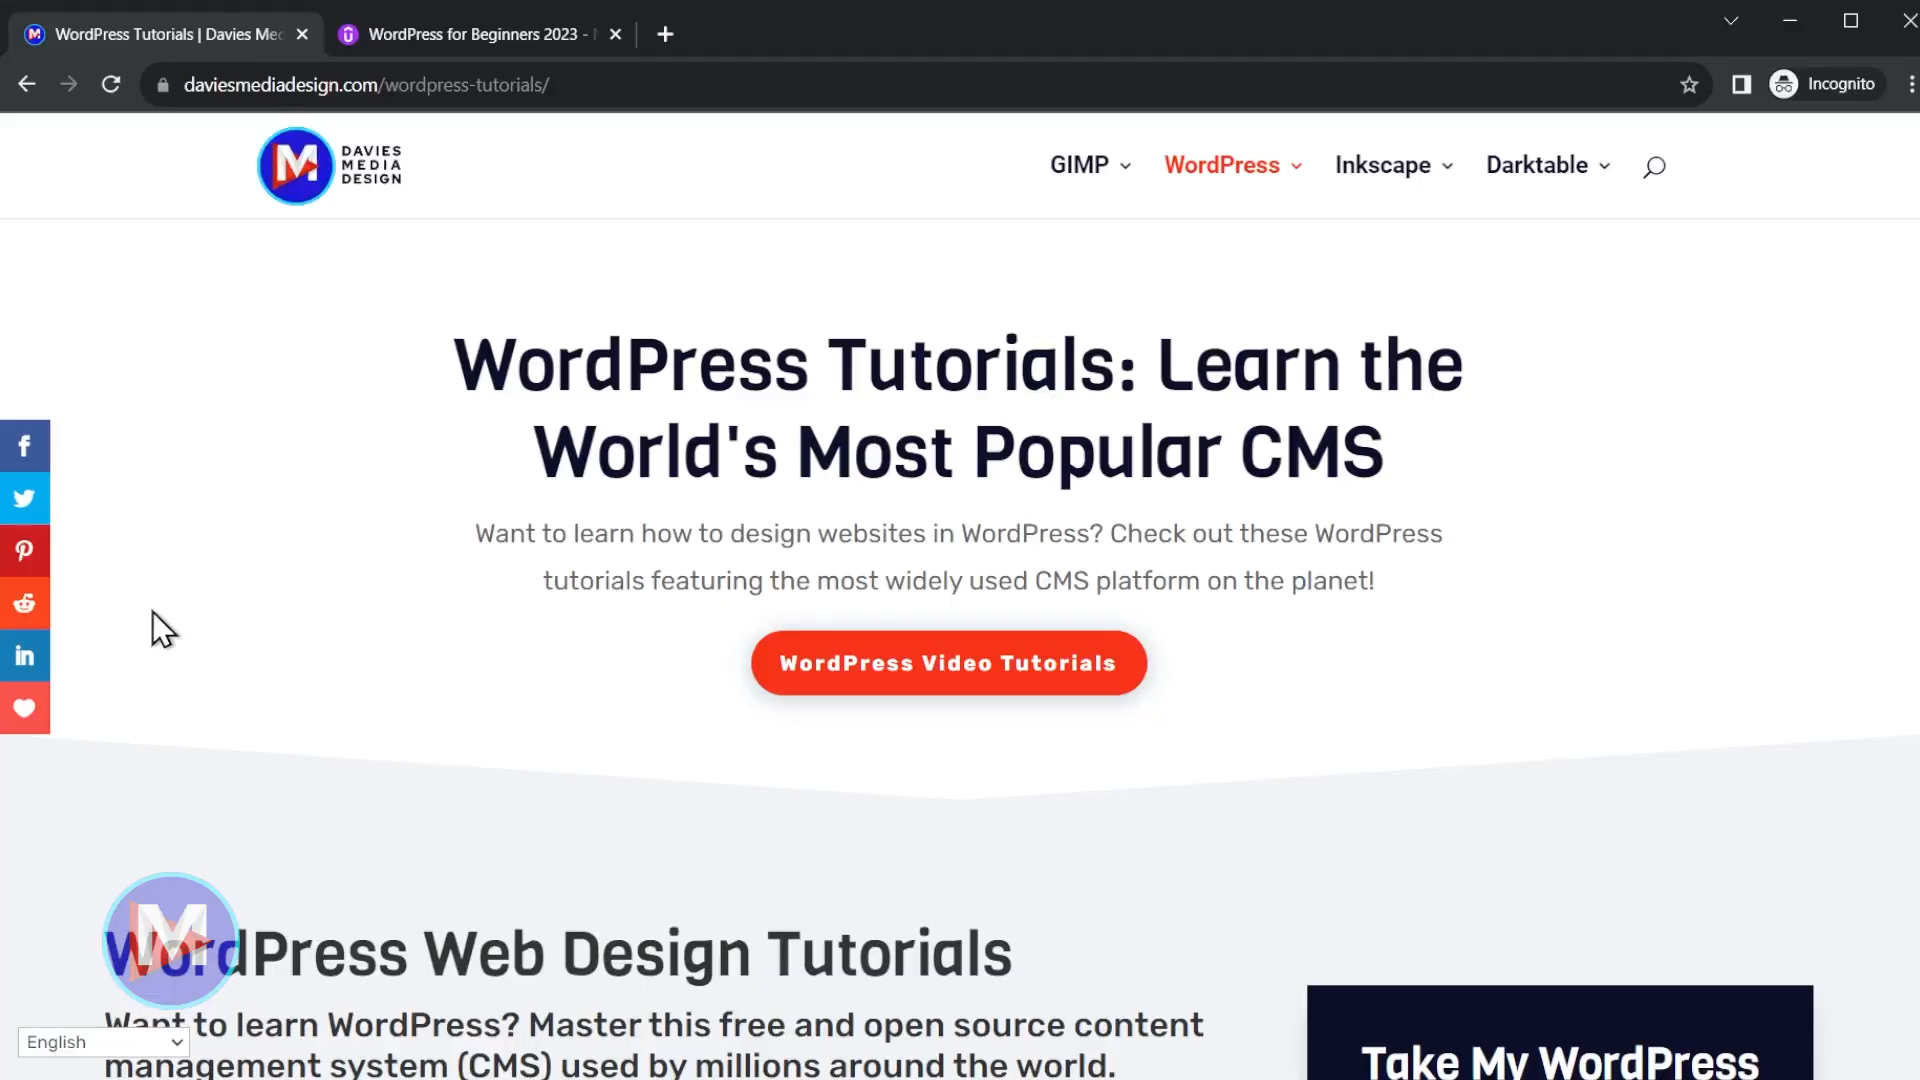 WordPress Tutorials | Davies Med
WordPress for Beginners 2023 -
daviesmediadesign.com/wordpress-tutorials/
Incognito
DAVIES
MEDIA
DESIGN
GIMP
WordPress
Inkscape
Darktable
WordPress Tutorials: Learn the
World's Most Popular CMS
Want to learn how to design websites in WordPress? Check out these WordPress
tutorials featuring the most widely used CMS platform on the planet!
WordPress Video Tutorials
WordPress Web Design Tutorials
Want to learn WordPress? Master this free and open source content
management system (CMS) used by millions around the world.
English
Take My WordPress